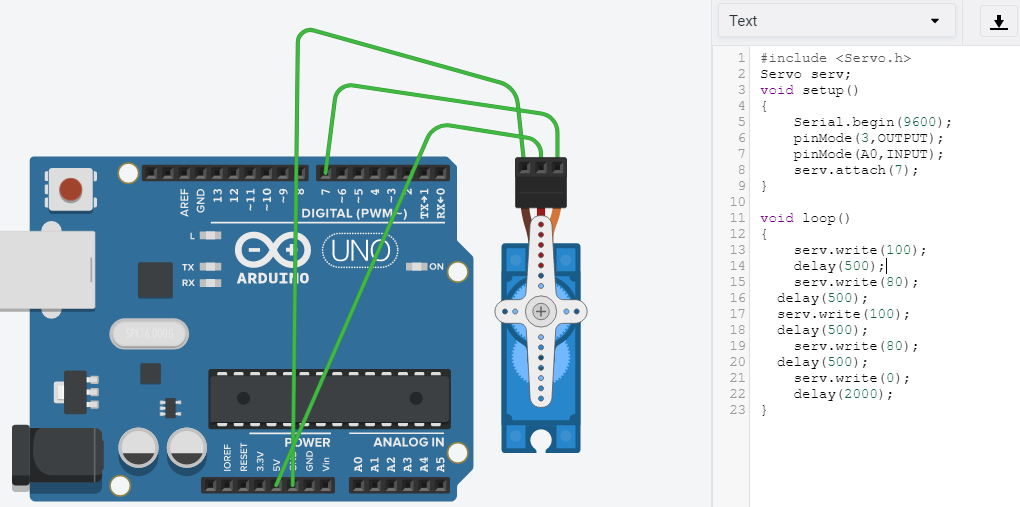 Text
AREF
GND
13
12
~11
~10
~9
8
7
~6
~5
4
~3
2
TX→1
RX←0
DIGITAL (PWM~)
L
TX
RX
ARDUINO
UNO
ON
POWER
ANALOG IN
IOREF
RESET
3.3V
5V
GND
GND
Vin
A0
A1
A2
A3
A4
A5
1 #include <Servo.h>
2 Servo serv;
3 void setup()
4 {
5 Serial.begin(9600);
6 pinMode(3,OUTPUT);
7 pinMode(A0,INPUT);
8 serv.attach(7);
9 }
10
11 void loop()
12 {
13 serv.write(100);
14 delay(500);
15 serv.write(80);
16 delay(500);
17 serv.write(100);
18 delay(500);
19 serv.write(80);
20 delay(500);
21 serv.write(0);
22 delay(2000);
23 }